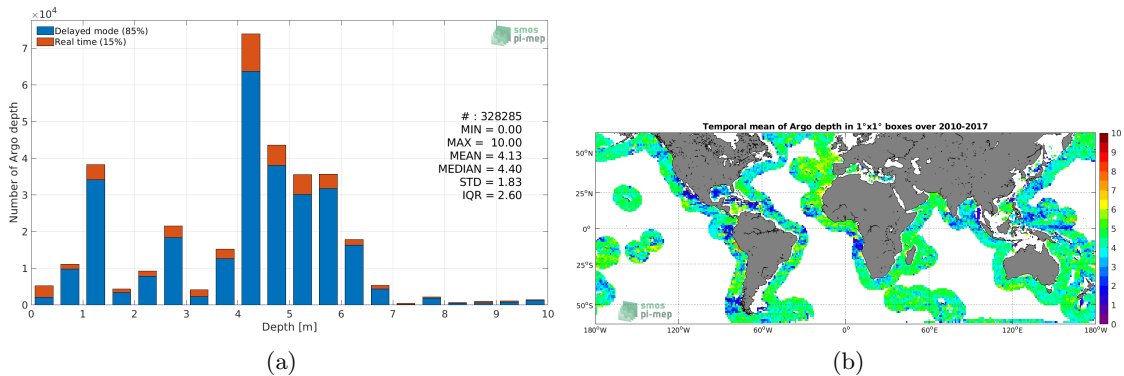 ×10⁴
Delayed mode (85%)
Real time (15%)
smos
pi-mep
7
6
5
4
3
2
1
0
Number of Argo depth
# : 328285
MIN = 0.00
MAX = 10.00
MEAN = 4.13
MEDIAN = 4.40
STD = 1.83
IQR = 2.60
0 1 2 3 4 5 6 7 8 9 10
Depth [m]
(a)
Temporal mean of Argo depth in 1°x1° boxes over 2010-2017
50°N
25°N
0°
25°S
50°S
smos
pi-mep
180°W 120°W 60°W 0° 60°E 120°E 180°W
10
9
8
7
6
5
4
3
2
1
0
(b)